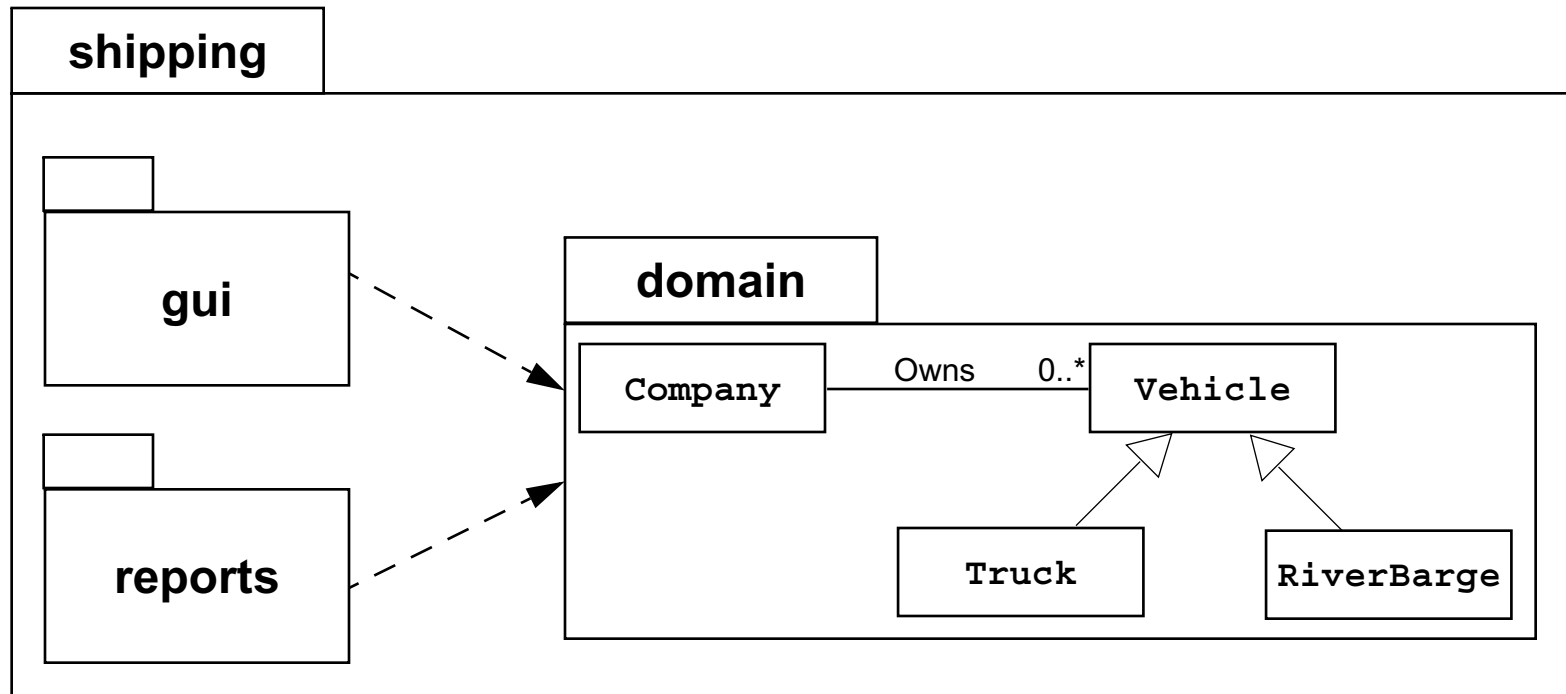 shipping
gui
domain
Company
Owns
0..*
Vehicle
reports
Truck
RiverBarge